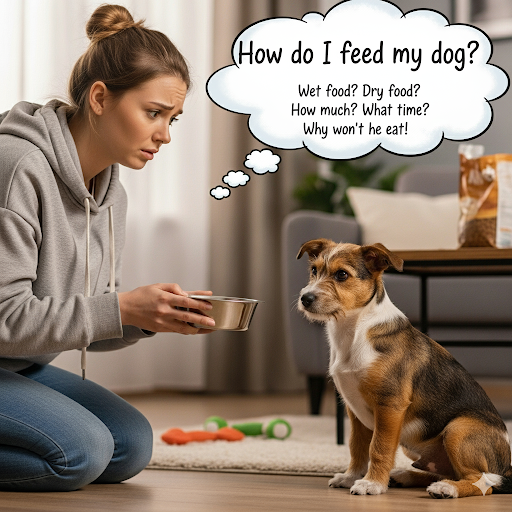 How do I feed my dog?
Wet food? Dry food?
How much? What time?
Why won't he eat!